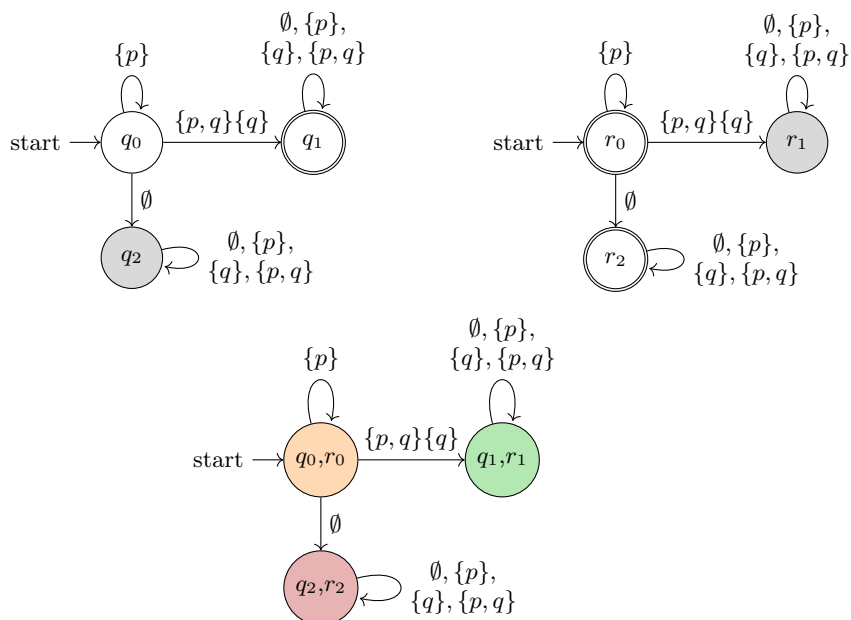 ∅, {p},
{q}, {p, q}
{p}
start
q₀
{p, q}{q}
q₁
∅
q₂
∅, {p},
{q}, {p, q}
∅, {p},
{q}, {p, q}
{p}
start
r₀
{p, q}{q}
r₁
∅
r₂
∅, {p},
{q}, {p, q}
∅, {p},
{q}, {p, q}
{p}
start
q₀,r₀
{p, q}{q}
q₁,r₁
∅
q₂,r₂
∅, {p},
{q}, {p, q}